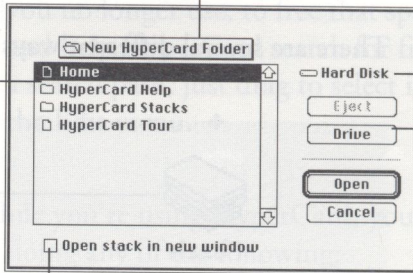 New HyperCard Folder
Home
HyperCard Help
HyperCard Stacks
HyperCard Tour
Hard Disk
Eject
Drive
Open
Cancel
Open stack in new window